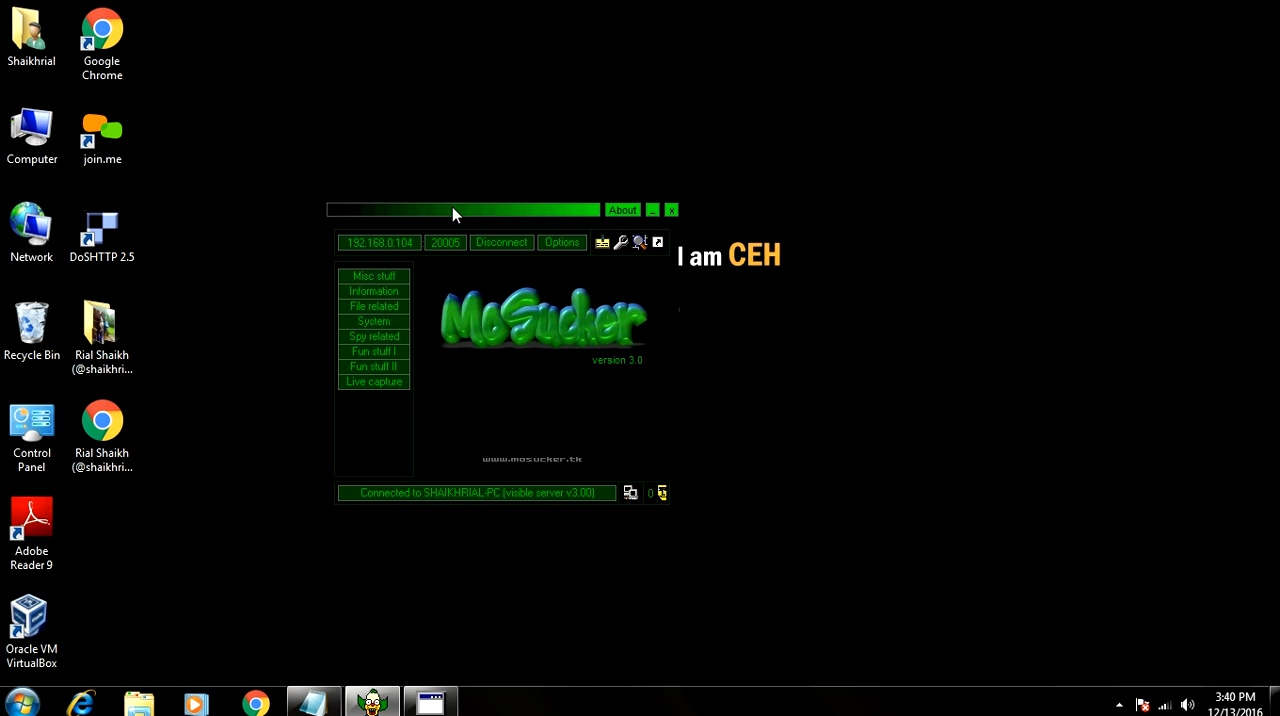 Shaikhrial
Google
Chrome
Computer
join.me
Network
DoSHTTP 2.5
Recycle Bin
Rial Shaikh
(@shaikhri...
Control
Panel
Rial Shaikh
(@shaikhri...
Adobe
Reader 9
Oracle VM
VirtualBox
About
_
x
192.168.0.104
20005
Disconnect
Options
Misc stuff
Information
File related
System
Spy related
Fun stuff I
Fun stuff II
Live capture
MoSucker
version 3.0
www.mosucker.tk
Connected to SHAIKHRIAL-PC (visible server v3.00)
0
I am CEH
3:40 PM
12/13/2016